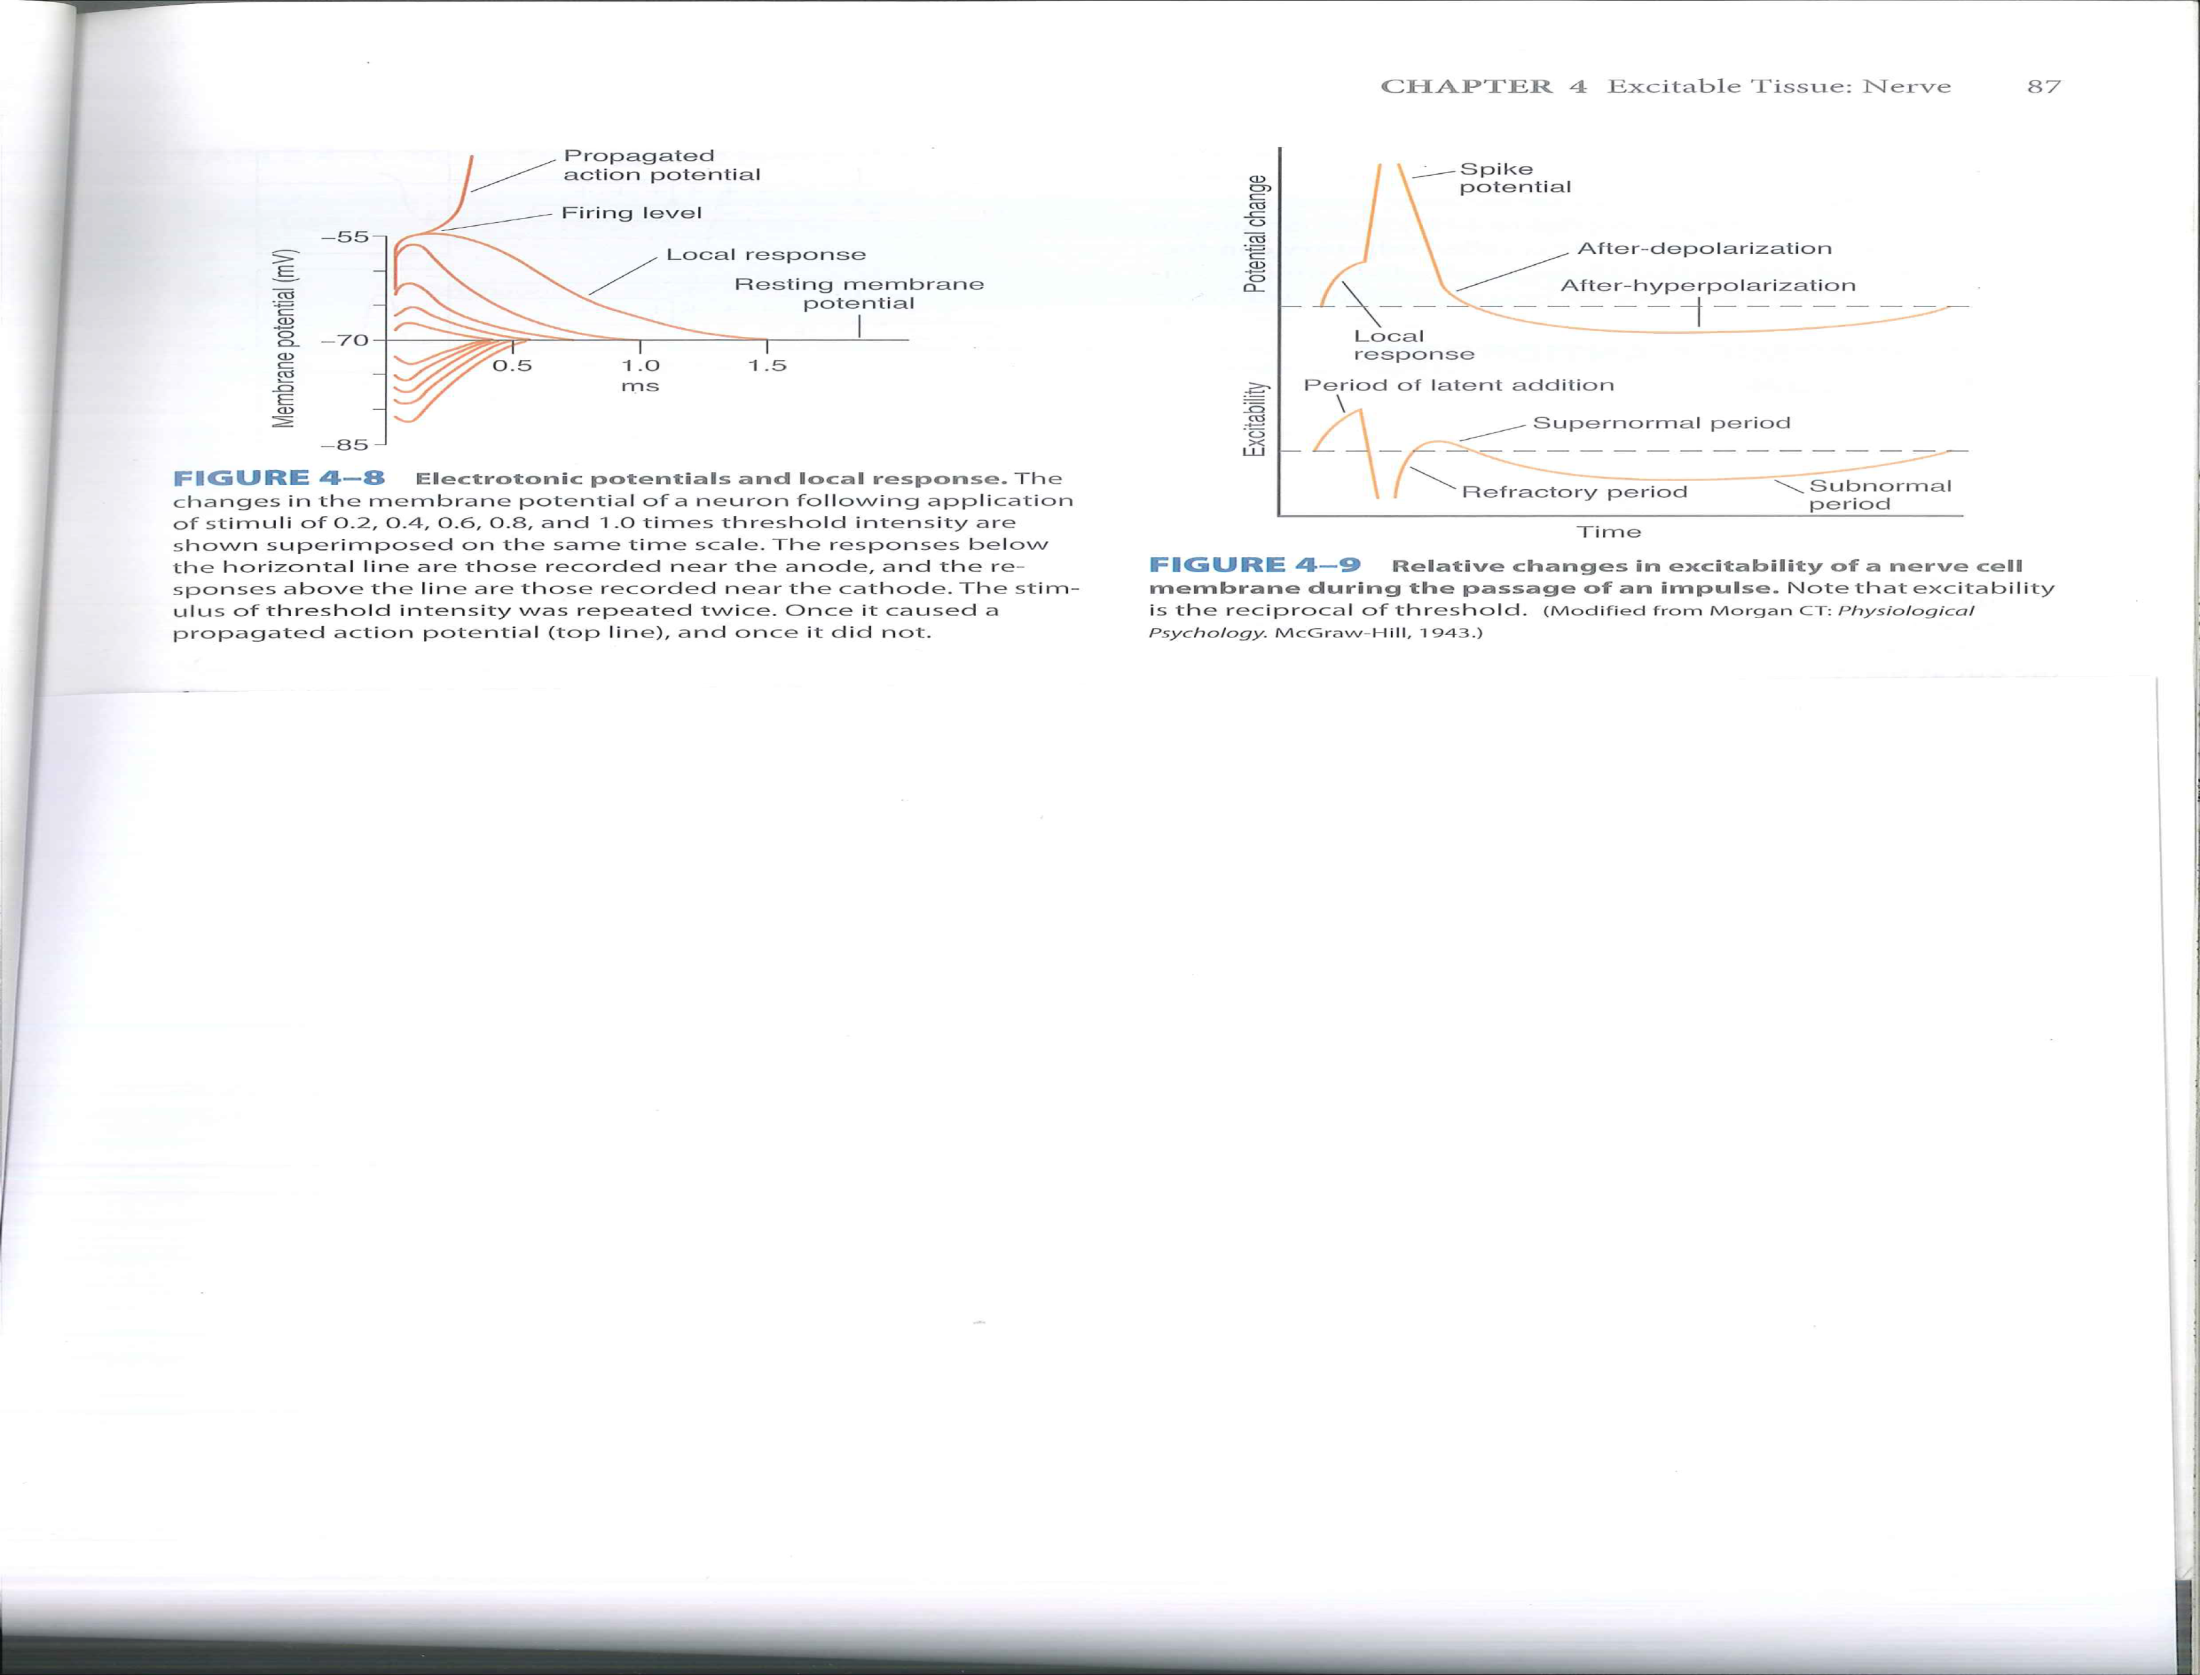 CHAPTER 4 Excitable Tissue: Nerve 87
Propagated
action potential
Firing level
Local response
Resting membrane
potential
Membrane potential (mV)
–55
–70
–85
0.5
1.0
1.5
ms
FIGURE 4–8 Electrotonic potentials and local response. The
changes in the membrane potential of a neuron following application
of stimuli of 0.2, 0.4, 0.6, 0.8, and 1.0 times threshold intensity are
shown superimposed on the same time scale. The responses below
the horizontal line are those recorded near the anode, and the re-
sponses above the line are those recorded near the cathode. The stim-
ulus of threshold intensity was repeated twice. Once it caused a
propagated action potential (top line), and once it did not.
Potential change
Spike
potential
After-depolarization
After-hyperpolarization
Local
response
Excitability
Period of latent addition
Supernormal period
Refractory period
Subnormal
period
Time
FIGURE 4–9 Relative changes in excitability of a nerve cell
membrane during the passage of an impulse. Note that excitability
is the reciprocal of threshold. (Modified from Morgan CT: Physiological
Psychology. McGraw-Hill, 1943.)